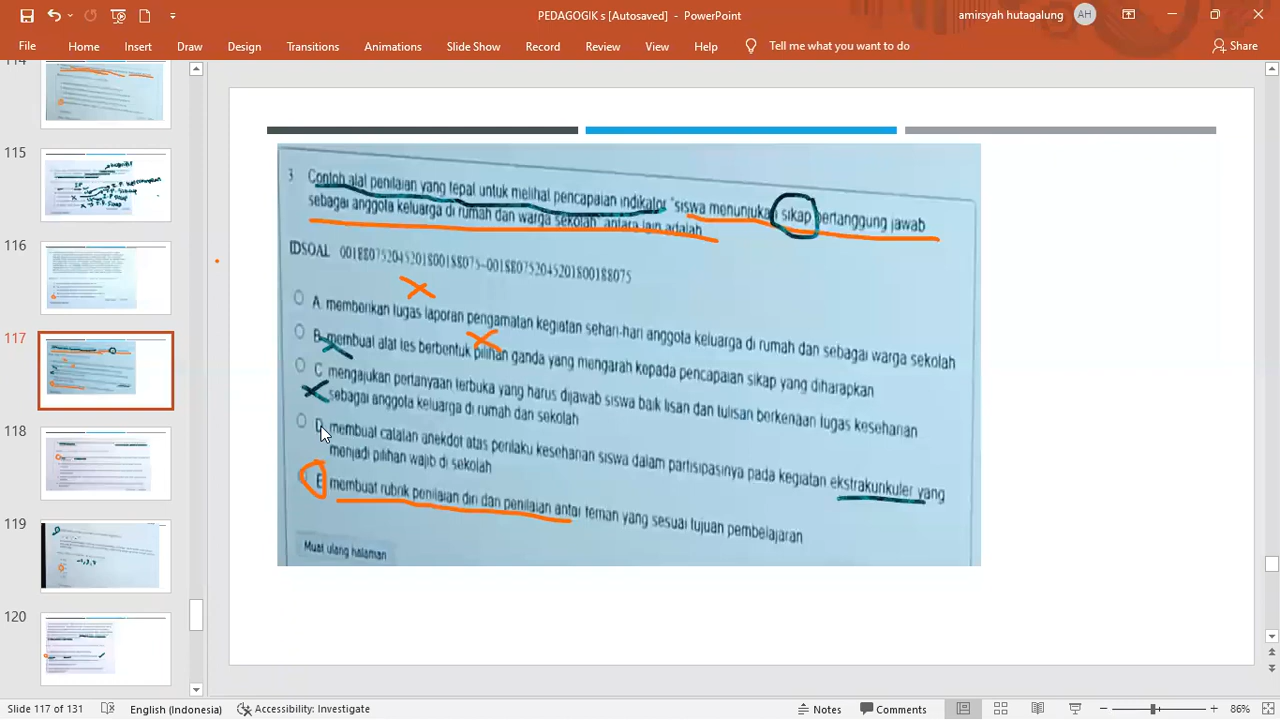 PEDAGOGIK s [Autosaved] - PowerPoint
amirsyah hutagalung
AH
File Home Insert Draw Design Transitions Animations Slide Show Record Review View Help Tell me what you want to do Share
114
115
116
117
118
119
120
3 Contoh alat penilaian yang tepat untuk melihat pencapaian indikator "siswa menunjukan sikap bertanggung jawab
sebagai anggota keluarga di rumah dan warga sekolah" antara lain adalah
IDSOAL 001880752045201800188075-001880752045201800188075
A. memberikan tugas laporan pengamatan kegiatan sehari-hari anggota keluarga di rumah dan sebagai warga sekolah
B. membuat alat tes berbentuk pilihan ganda yang mengarah kepada pencapaian sikap yang diharapkan
C mengajukan pertanyaan terbuka yang harus dijawab siswa baik lisan dan tulisan berkenaan tugas keseharian
sebagai anggota keluarga di rumah dan sekolah
D. membuat catatan anekdot atas perilaku keseharian siswa dalam partisipasinya pada kegiatan ekstrakurikuler yang
menjadi pilihan wajib di sekolah
E membuat rubrik penilaian diri dan penilaian antar teman yang sesuai tujuan pembelajaran
Muat ulang halaman
Slide 117 of 131 English (Indonesia) Accessibility: Investigate Notes Comments 86%